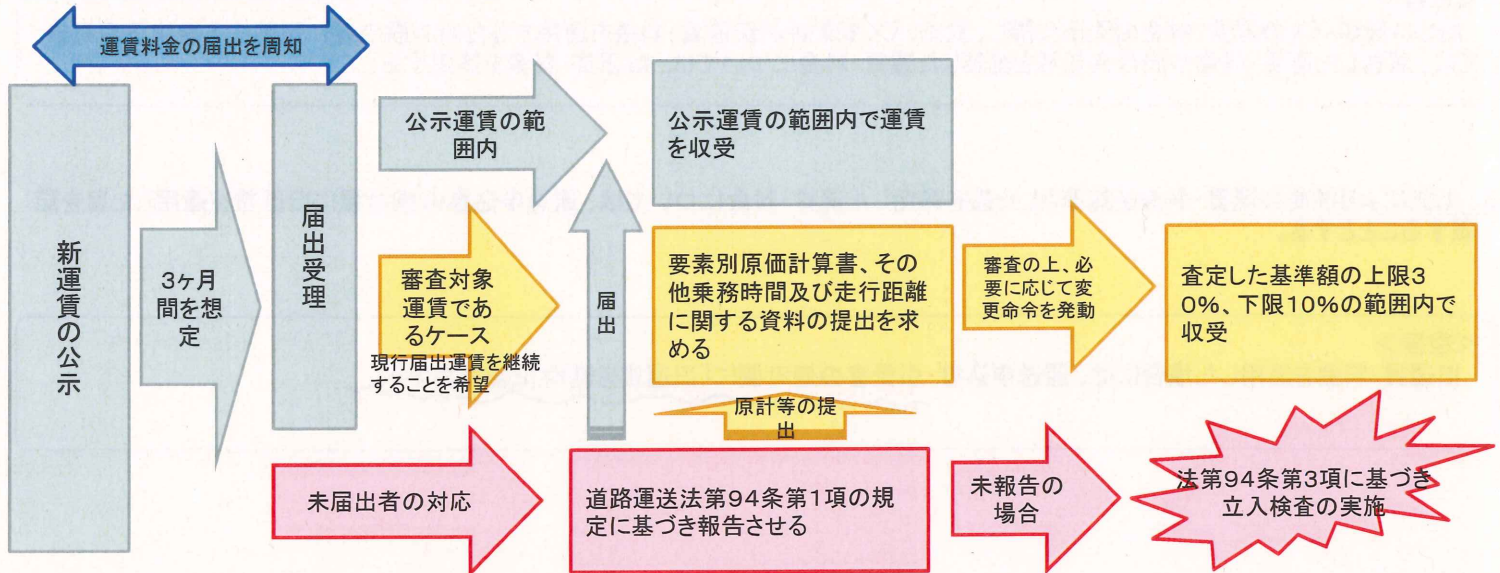 運賃料金の届出を周知
新運賃の公示
3ヶ月
間を想
定
届出受理
公示運賃の範
囲内
公示運賃の範囲内で運賃
を収受
審査対象
運賃であ
るケース
現行届出運賃を継続
することを希望
届出
要素別原価計算書、その
他乗務時間及び走行距離
に関する資料の提出を求
める
審査の上、必
要に応じて変
更命令を発動
査定した基準額の上限3
0%、下限10%の範囲内で
収受
原計等の提
出
未届出者の対応
道路運送法第94条第1項の規
定に基づき報告させる
未報告の
場合
法第94条第3項に基づき
立入検査の実施